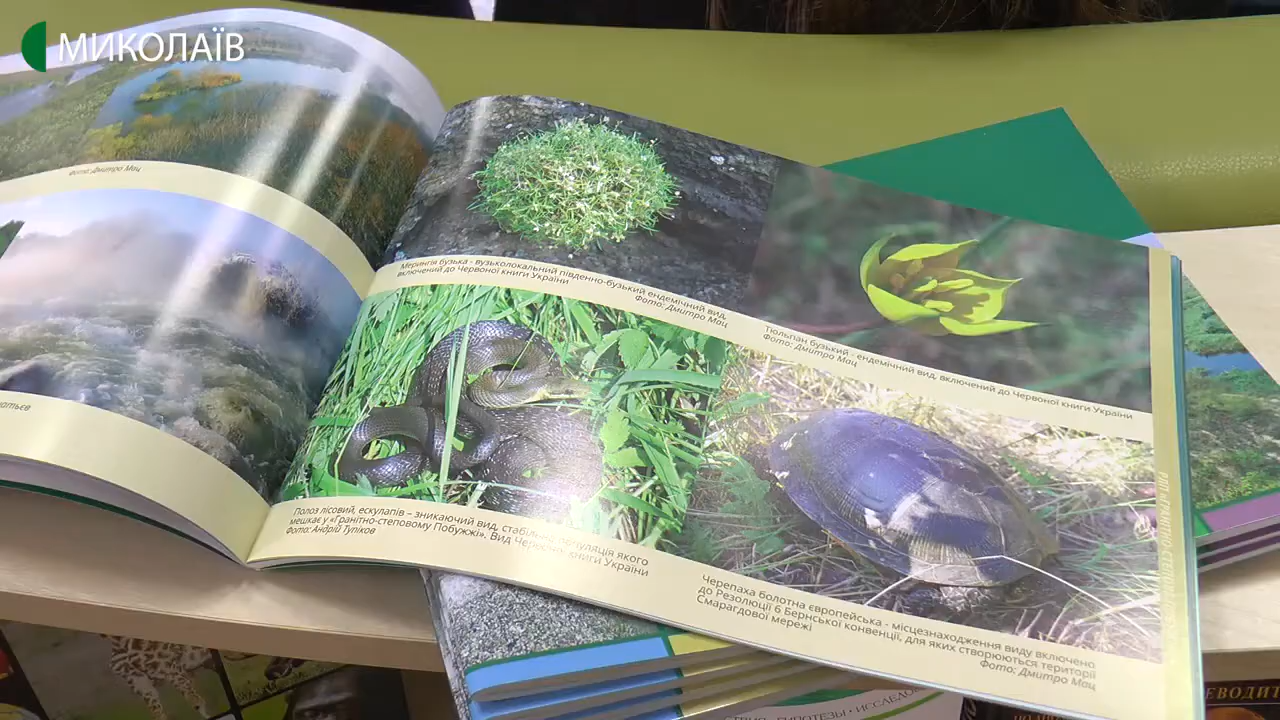 МИКОЛАЇВ
Фото: Дмитро Мац
Мерингія бузька - вузьколокальний південно-бузький ендемічний вид,
включений до Червоної книги України
Фото: Дмитро Мац
Тюльпан бузький - ендемічний вид, включений до Червоної книги України
Фото: Дмитро Мац
Полоз лісовий, ескулапів – зникаючий вид, стабільна популяція якого
мешкає у «Гранітно-степовому Побужжі». Вид Червоної книги України
Фото: Андрій Тупіков
Черепаха болотна європейська - місцезнаходження виду включено
до Резолюції 6 Бернської конвенції, для яких створюються території
Смарагдової мережі
Фото: Дмитро Мац
ГИПОТЕЗЫ • ИССЛЕДО
ЕВОДИТ